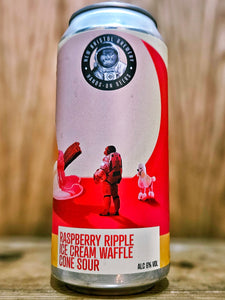 NEW BRISTOL BREWERY
HANDS-ON BEERS
RASPBERRY RIPPLE
ICE CREAM WAFFLE
CONE SOUR
ALC 6% VOL